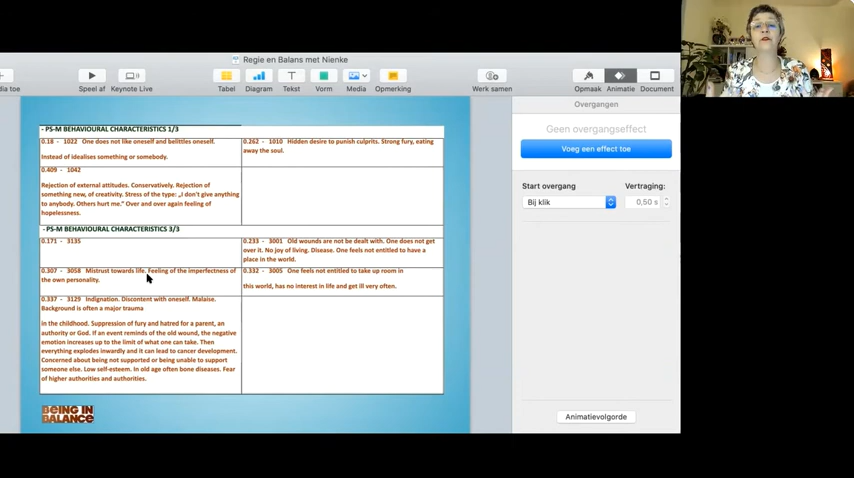 Regie en Balans met Nienke
dia toe
Speel af
Keynote Live
Tabel
Diagram
Tekst
Vorm
Media
Opmerking
Werk samen
Opmaak
Animatie
Document
Overgangen
Geen overgangseffect
Voeg een effect toe
Start overgang
Vertraging:
Bij klik
0,50 s
Animatievolgorde
- PS-M BEHAVIOURAL CHARACTERISTICS 1/3
0.18 - 1022 One does not like oneself and belittles oneself.
Instead of idealises something or somebody.
0.262 - 1010 Hidden desire to punish culprits. Strong fury, eating
away the soul.
0.409 - 1042
Rejection of external attitudes. Conservatively. Rejection of
something new, of creativity. Stress of the type: „I don't give anything
to anybody. Others hurt me." Over and over again feeling of
hopelessness.
- PS-M BEHAVIOURAL CHARACTERISTICS 3/3
0.171 - 3135
0.233 - 3001 Old wounds are not be dealt with. One does not get
over it. No joy of living. Disease. One feels not entitled to have a
place in the world.
0.307 - 3058 Mistrust towards life. Feeling of the imperfectness of
the own personality.
0.332 - 3005 One feels not entitled to take up room in
this world, has no interest in life and get ill very often.
0.337 - 3129 Indignation. Discontent with oneself. Malaise.
Background is often a major trauma
in the childhood. Suppression of fury and hatred for a parent, an
authority or God. If an event reminds of the old wound, the negative
emotion increases up to the limit of what one can take. Then
everything explodes inwardly and it can lead to cancer development.
Concerned about being not supported or being unable to support
someone else. Low self-esteem. In old age often bone diseases. Fear
of higher authorities and authorities.
BEING IN
BALANCE